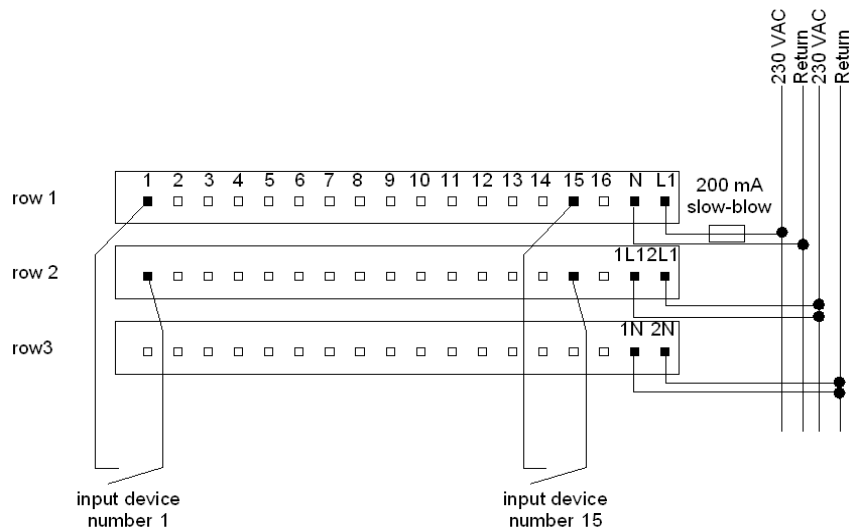 230 VAC
Return
230 VAC
Return
1 2 3 4 5 6 7 8 9 10 11 12 13 14 15 16 N L1
row 1
200 mA
slow-blow
row 2
1L1 2L1
row3
1N 2N
input device
number 1
input device
number 15